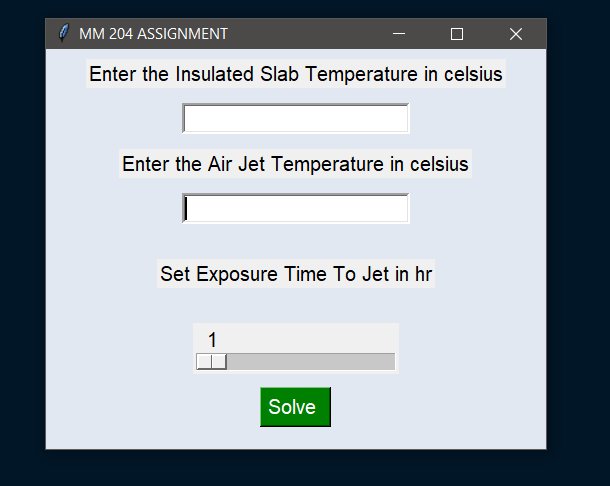 MM 204 ASSIGNMENT
Enter the Insulated Slab Temperature in celsius
Enter the Air Jet Temperature in celsius
Set Exposure Time To Jet in hr
1
Solve